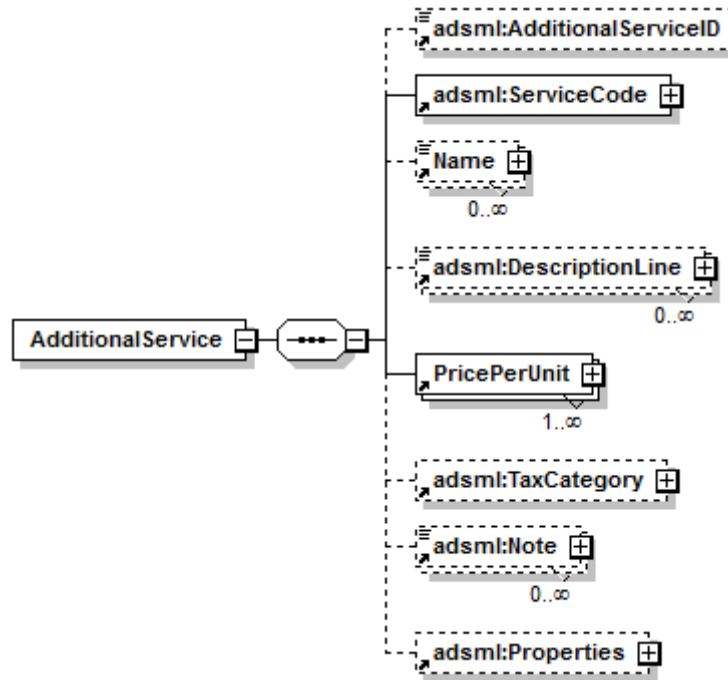 adsml:AdditionalServiceID
adsml:ServiceCode
Name
0..∞
adsml:DescriptionLine
0..∞
AdditionalService
PricePerUnit
1..∞
adsml:TaxCategory
adsml:Note
0..∞
adsml:Properties